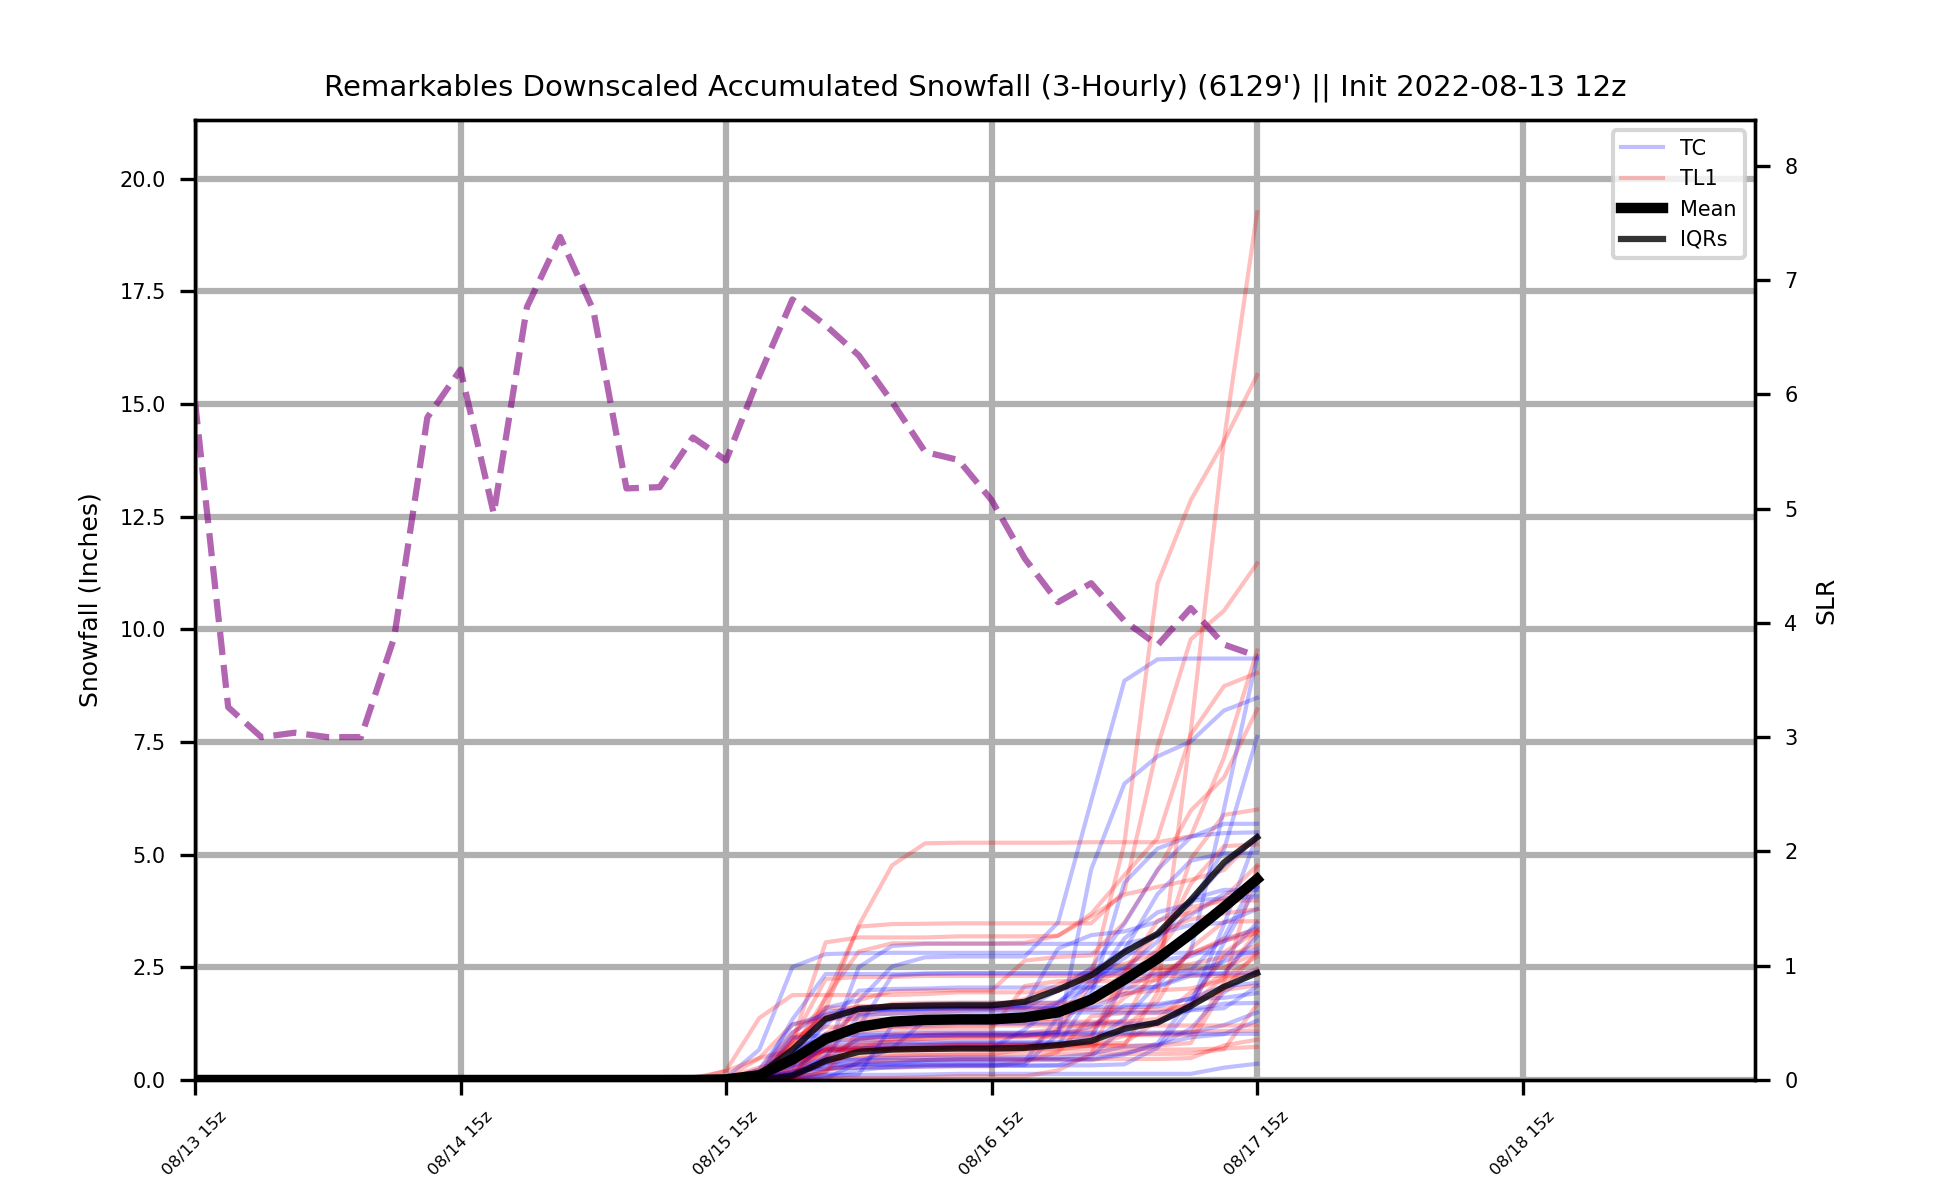 Remarkables Downscaled Accumulated Snowfall (3-Hourly) (6129') || Init 2022-08-13 12z
TC
TL1
Mean
IQRs
Snowfall (Inches)
20.0
17.5
15.0
12.5
10.0
7.5
5.0
2.5
0.0
8
7
6
5
4
3
2
1
0
SLR
08/13 15z
08/14 15z
08/15 15z
08/16 15z
08/17 15z
08/18 15z